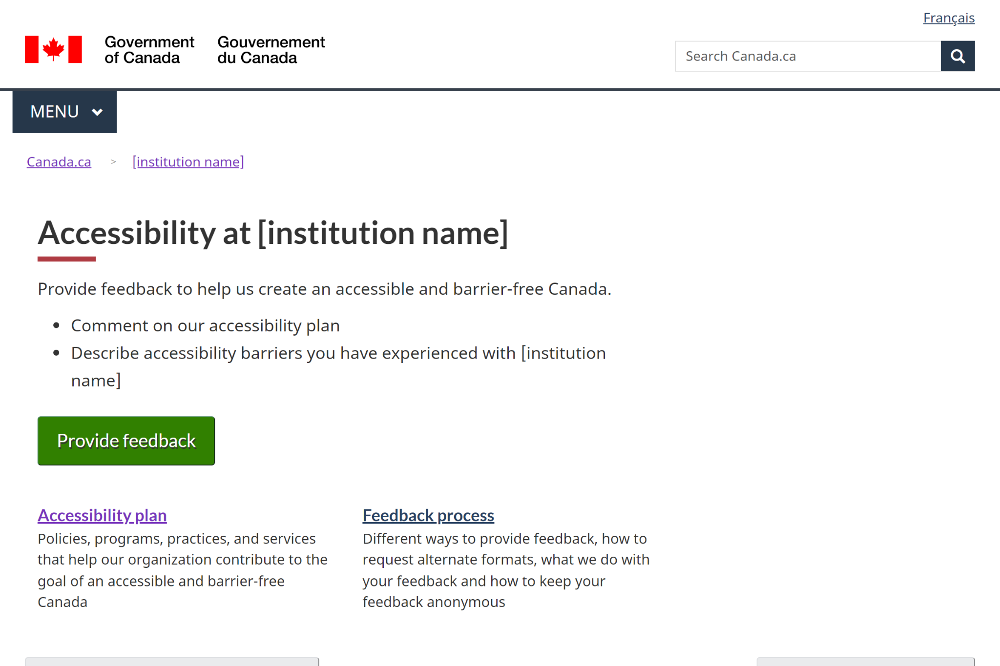 Français
Government
of Canada
Gouvernement
du Canada
Search Canada.ca
MENU
Canada.ca > [institution name]
Accessibility at [institution name]
Provide feedback to help us create an accessible and barrier-free Canada.
• Comment on our accessibility plan
• Describe accessibility barriers you have experienced with [institution
name]
Provide feedback
Accessibility plan
Policies, programs, practices, and services
that help our organization contribute to the
goal of an accessible and barrier-free
Canada
Feedback process
Different ways to provide feedback, how to
request alternate formats, what we do with
your feedback and how to keep your
feedback anonymous